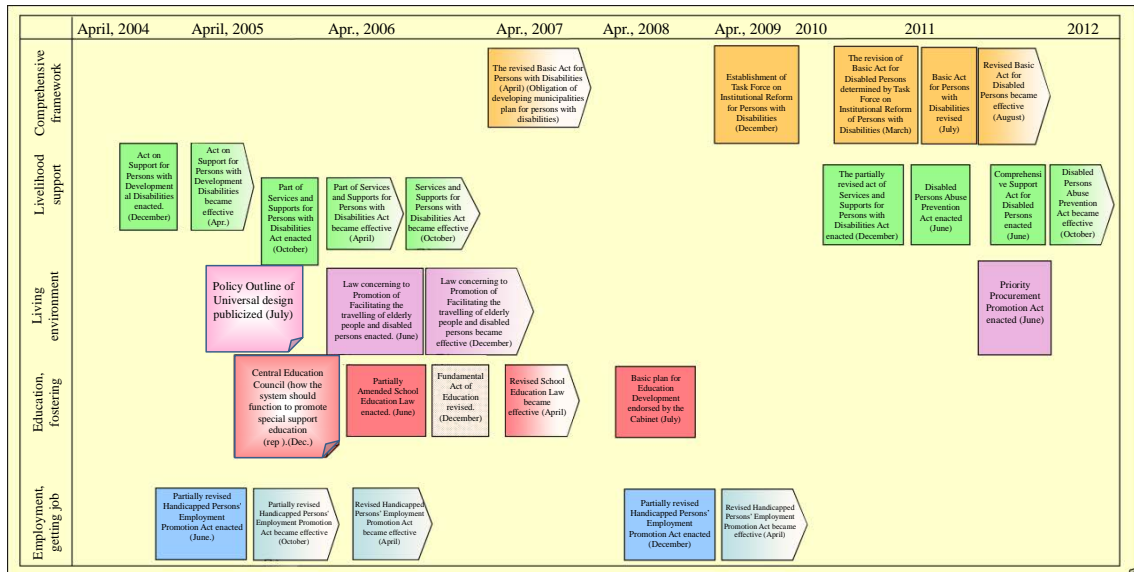 April, 2004 April, 2005 Apr., 2006 Apr., 2007 Apr., 2008 Apr., 2009 2010 2011 2012
Comprehensive
framework
The revised Basic Act for
Persons with Disabilities
(April) (Obligation of
developing municipalities
plan for persons with
disabilities)
Establishment of
Task Force on
Institutional Reform
for Persons with
Disabilities
(December)
The revision of
Basic Act for
Disabled Persons
determined by Task
Force on
Institutional Reform
of Persons with
Disabilities (March)
Basic Act
for Persons
with
Disabilities
revised
(July)
Revised Basic
Act for
Disabled
Persons became
effective
(August)
Livelihood
support
Act on
Support for
Persons with
Development
al Disabilities
enacted.
(December)
Act on
Support for
Persons with
Development
Disabilities
became
effective
(Apr.)
Part of
Services and
Supports for
Persons with
Disabilities
Act enacted
(October)
Part of Services
and Supports for
Persons with
Disabilities Act
became effective
(April)
Services and
Supports for
Persons with
Disabilities Act
became effective
(October)
The partially
revised act of
Services and
Supports for
Persons with
Disabilities Act
enacted (December)
Disabled
Persons Abuse
Prevention
Act enacted
(June)
Comprehensi
ve Support
Act for
Disabled
Persons
enacted
(June)
Disabled
Persons
Abuse
Prevention
Act became
effective
(October)
Living
environment
Policy Outline of
Universal design
publicized (July)
Law concerning to
Promotion of
Facilitating the
travelling of elderly
people and disabled
persons enacted. (June)
Law concerning to
Promotion of
Facilitating the
travelling of elderly
people and disabled
persons became
effective (December)
Priority
Procurement
Promotion Act
enacted (June)
Education,
fostering
Central Education
Council (how the
system should
function to promote
special support
education
(rep ).(Dec.)
Partially
Amended School
Education Law
enacted. (June)
Fundamental
Act of
Education
revised.
(December)
Revised School
Education Law
became
effective (April)
Basic plan for
Education
Development
endorsed by the
Cabinet (July)
Employment,
getting job
Partially revised
Handicapped Persons'
Employment
Promotion Act enacted
(June.)
Partially revised
Handicapped Persons'
Employment Promotion
Act became effective
(October)
Revised Handicapped
Persons' Employment
Promotion Act
became effective
(April)
Partially revised
Handicapped Persons'
Employment
Promotion Act enacted
(December)
Revised Handicapped
Persons' Employment
Promotion Act became
effective (April)